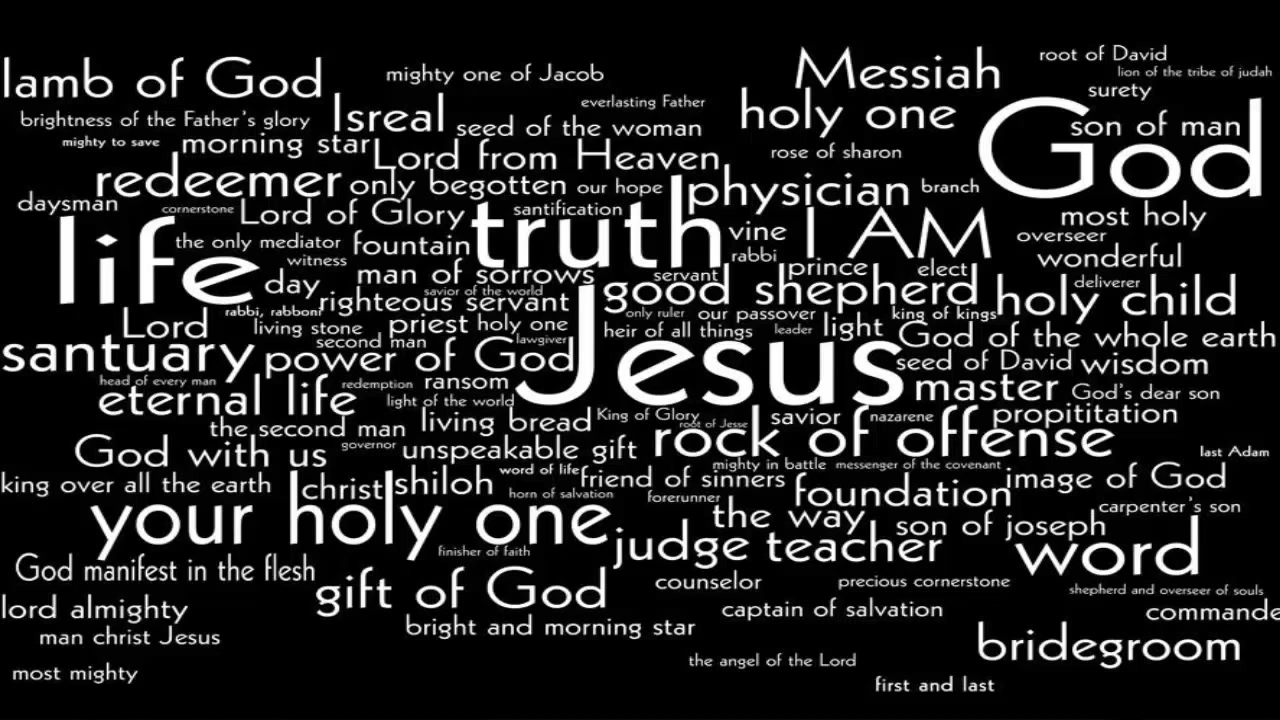 root of David
lamb of God
mighty one of Jacob
Messiah
lion of the tribe of judah
surety
everlasting Father
brightness of the Father's glory
Isreal
seed of the woman
holy one
God
son of man
mighty to save
morning star
Lord from Heaven
rose of sharon
redeemer
only begotten
our hope
physician
branch
daysman
cornerstone
Lord of Glory
santification
truth
most holy
life
the only mediator
fountain
vine
I AM
overseer
witness
rabbi
wonderful
day
man of sorrows
servant
prince
elect
deliverer
savior of the world
righteous servant
good shepherd
holy child
rabbi, rabboni
only ruler
our passover
king of kings
Lord
living stone
priest
holy one
heir of all things
leader
light
God of the whole earth
second man
lawgiver
santuary
power of God
Jesus
seed of David
wisdom
head of every man
redemption
ransom
master
God's dear son
eternal life
light of the world
the second man
living bread
King of Glory
root of Jesse
savior
nazarene
propititation
God with us
governor
unspeakable gift
rock of offense
last Adam
mighty in battle
messenger of the covenant
king over all the earth
christ
shiloh
word of life
friend of sinners
image of God
horn of salvation
forerunner
foundation
carpenter's son
your holy one
the way
son of joseph
finisher of faith
judge
teacher
word
God manifest in the flesh
gift of God
counselor
precious cornerstone
shepherd and overseer of souls
lord almighty
captain of salvation
commande
bright and morning star
man christ Jesus
bridegroom
most mighty
the angel of the Lord
first and last